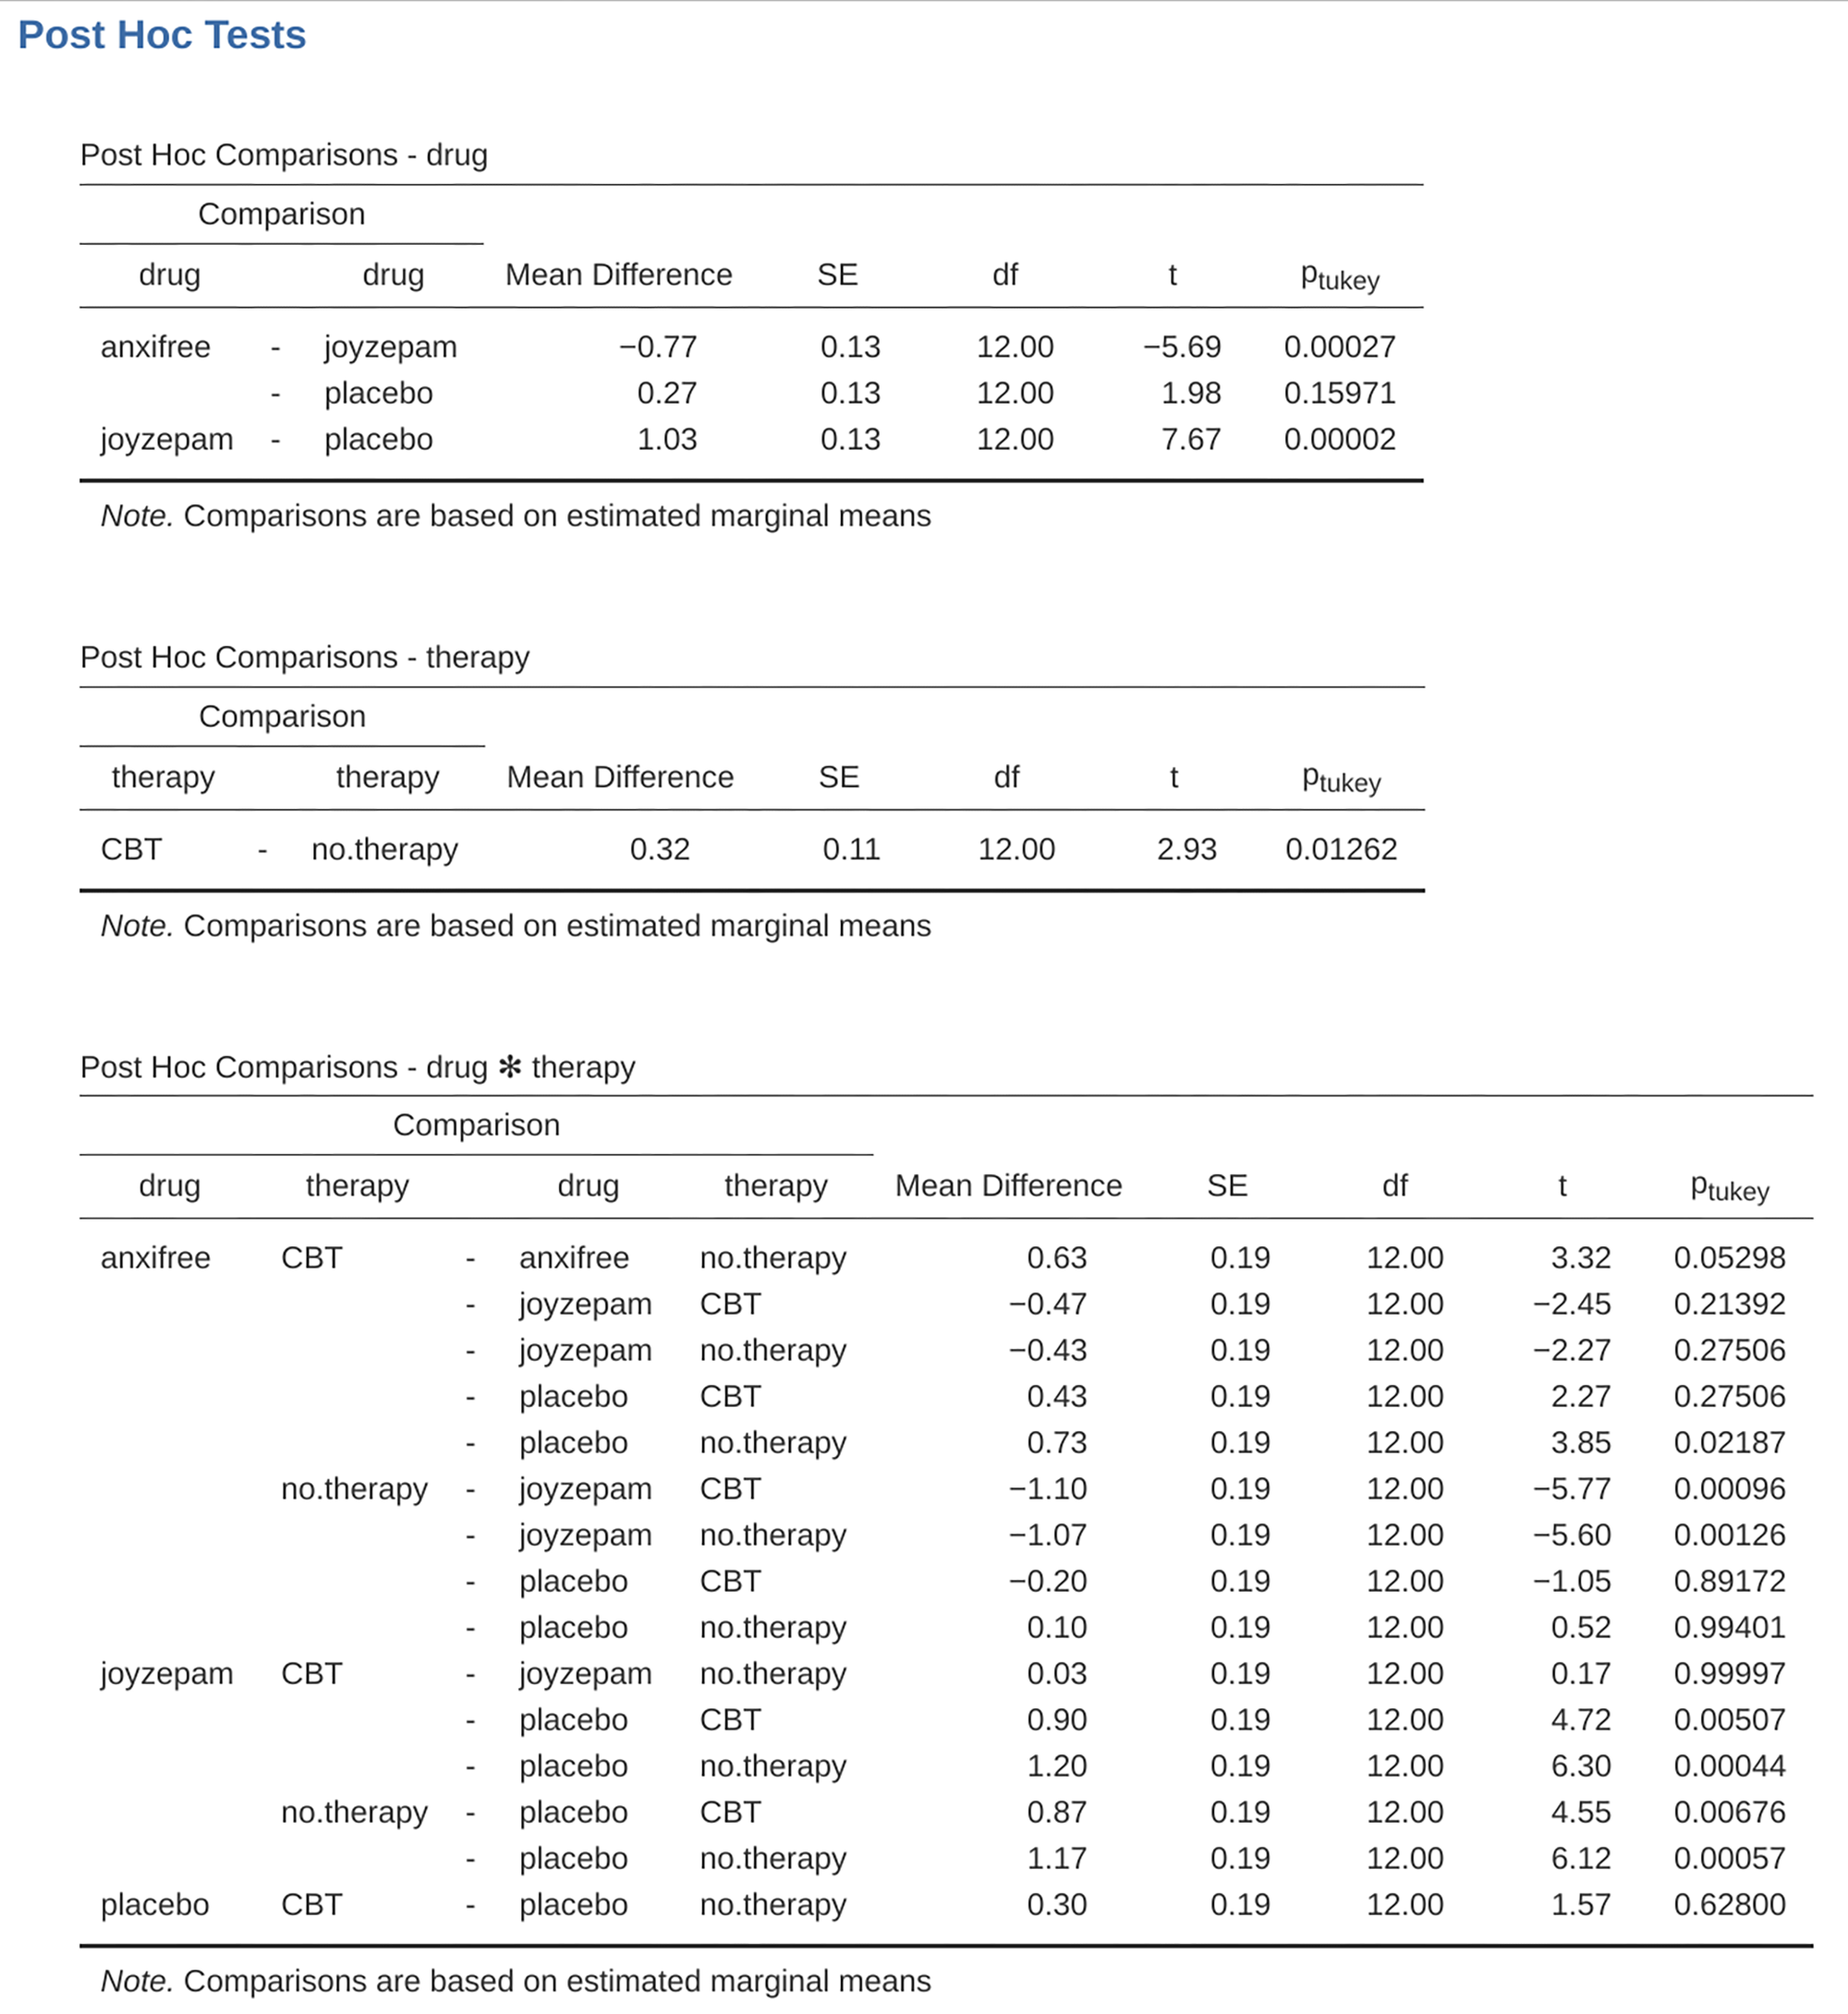 Post Hoc Tests
Post Hoc Comparisons - drug
Comparison
drug drug Mean Difference SE df t ptukey
anxifree - joyzepam −0.77 0.13 12.00 −5.69 0.00027
- placebo 0.27 0.13 12.00 1.98 0.15971
joyzepam - placebo 1.03 0.13 12.00 7.67 0.00002
Note. Comparisons are based on estimated marginal means
Post Hoc Comparisons - therapy
Comparison
therapy therapy Mean Difference SE df t ptukey
CBT - no.therapy 0.32 0.11 12.00 2.93 0.01262
Note. Comparisons are based on estimated marginal means
Post Hoc Comparisons - drug ✻ therapy
Comparison
drug therapy drug therapy Mean Difference SE df t ptukey
anxifree CBT - anxifree no.therapy 0.63 0.19 12.00 3.32 0.05298
- joyzepam CBT −0.47 0.19 12.00 −2.45 0.21392
- joyzepam no.therapy −0.43 0.19 12.00 −2.27 0.27506
- placebo CBT 0.43 0.19 12.00 2.27 0.27506
- placebo no.therapy 0.73 0.19 12.00 3.85 0.02187
no.therapy - joyzepam CBT −1.10 0.19 12.00 −5.77 0.00096
- joyzepam no.therapy −1.07 0.19 12.00 −5.60 0.00126
- placebo CBT −0.20 0.19 12.00 −1.05 0.89172
- placebo no.therapy 0.10 0.19 12.00 0.52 0.99401
joyzepam CBT - joyzepam no.therapy 0.03 0.19 12.00 0.17 0.99997
- placebo CBT 0.90 0.19 12.00 4.72 0.00507
- placebo no.therapy 1.20 0.19 12.00 6.30 0.00044
no.therapy - placebo CBT 0.87 0.19 12.00 4.55 0.00676
- placebo no.therapy 1.17 0.19 12.00 6.12 0.00057
placebo CBT - placebo no.therapy 0.30 0.19 12.00 1.57 0.62800
Note. Comparisons are based on estimated marginal means